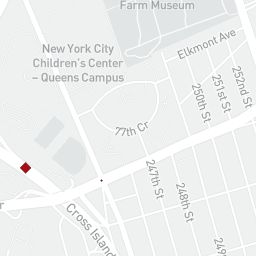 Farm Museum
New York City
Children's Center
– Queens Campus
Elkmont Ave
252nd St
251st St
250th St
77th Cr
247th St
248th St
Cross Island